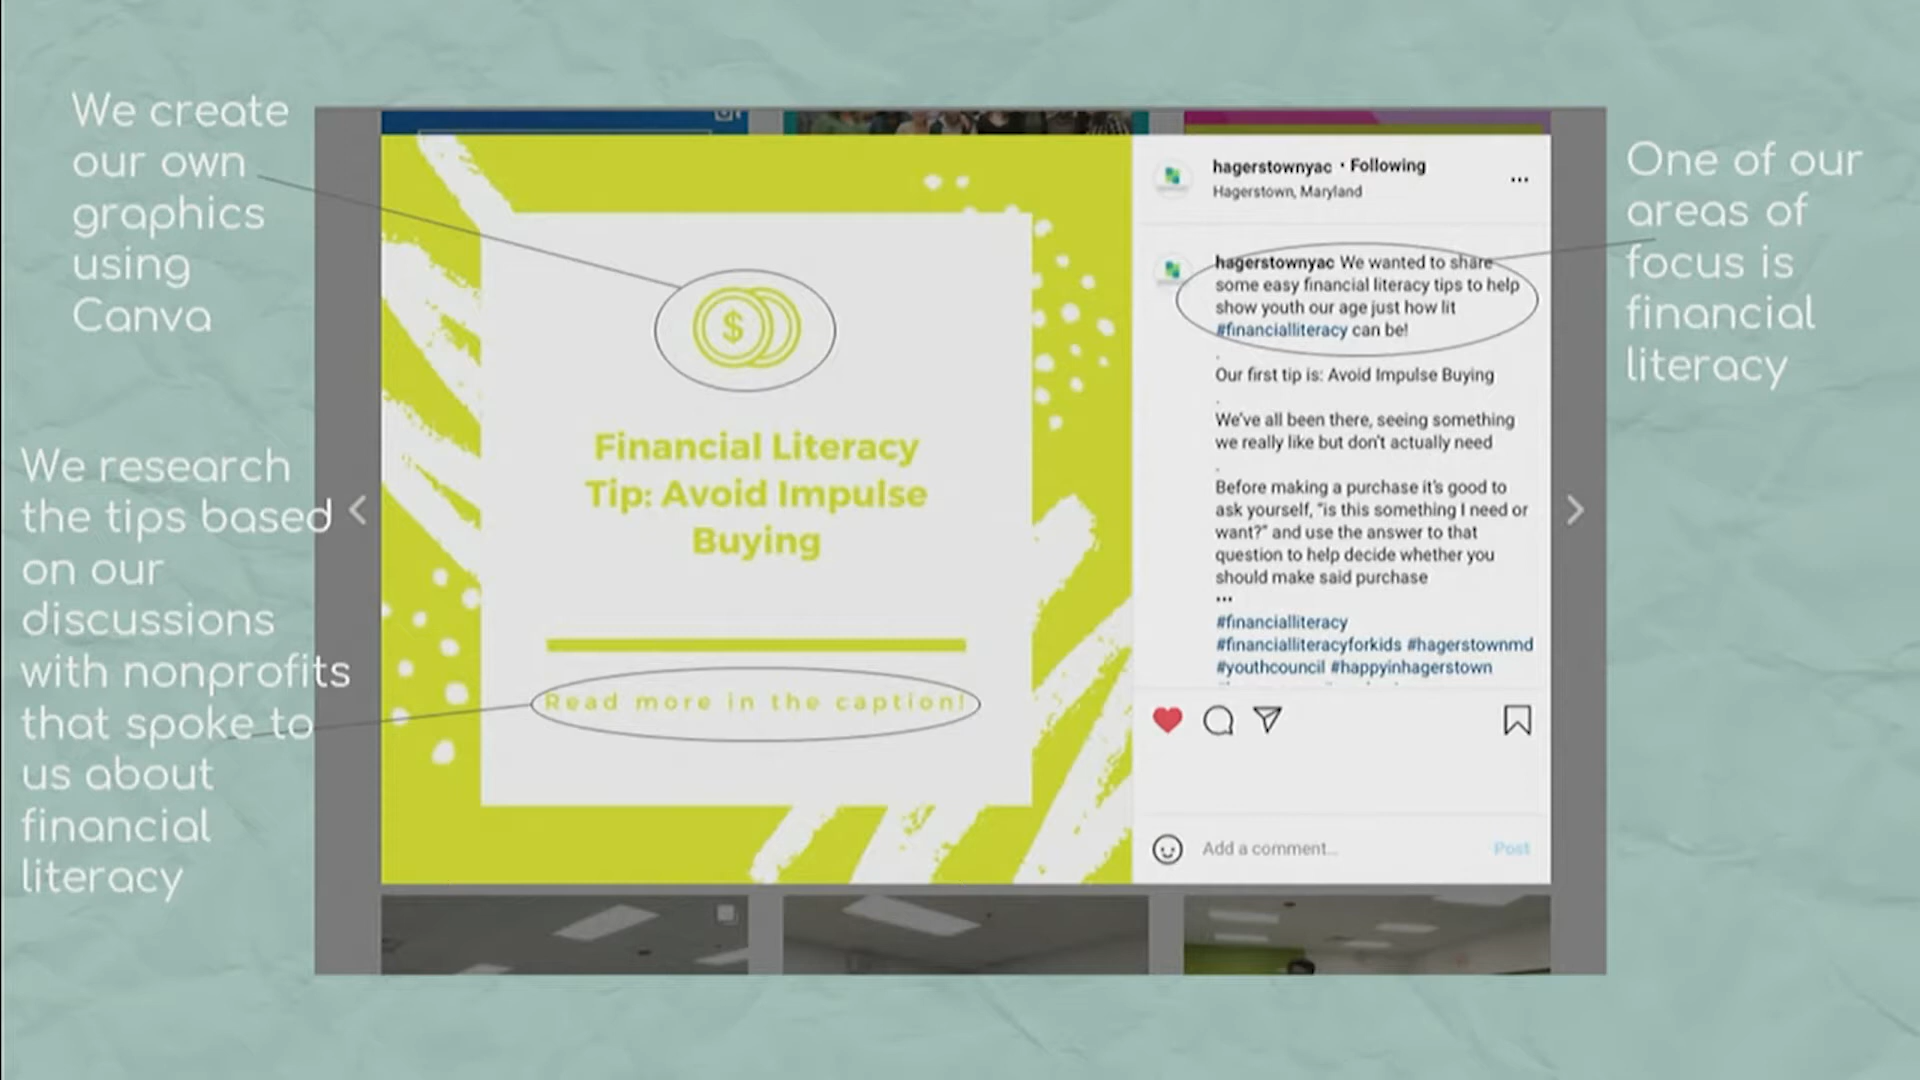 We create
our own
graphics
using
Canva
We research
the tips based
on our
discussions
with nonprofits
that spoke to
us about
financial
literacy
$
Financial Literacy
Tip: Avoid Impulse
Buying
Read more in the caption!
hagerstownyac • Following
Hagerstown, Maryland
...
hagerstownyac We wanted to share
some easy financial literacy tips to help
show youth our age just how lit
#financialliteracy can be!
.
Our first tip is: Avoid Impulse Buying
.
We've all been there, seeing something
we really like but don't actually need
.
Before making a purchase it's good to
ask yourself, "is this something I need or
want?" and use the answer to that
question to help decide whether you
should make said purchase
...
#financialliteracy
#financialliteracyforkids #hagerstownmd
#youthcouncil #happyinhagerstown
Add a comment...
Post
One of our
areas of
focus is
financial
literacy